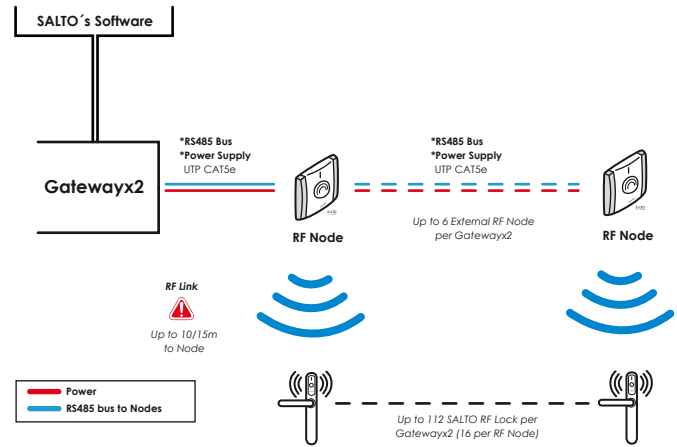 SALTO´s Software
*RS485 Bus
*Power Supply
UTP CAT5e
*RS485 Bus
*Power Supply
UTP CAT5e
Gatewayx2
Up to 6 External RF Node
per Gatewayx2
RF Node
RF Node
RF Link
Up to 10/15m
to Node
Power
RS485 bus to Nodes
Up to 112 SALTO RF Lock per
Gatewayx2 (16 per RF Node)